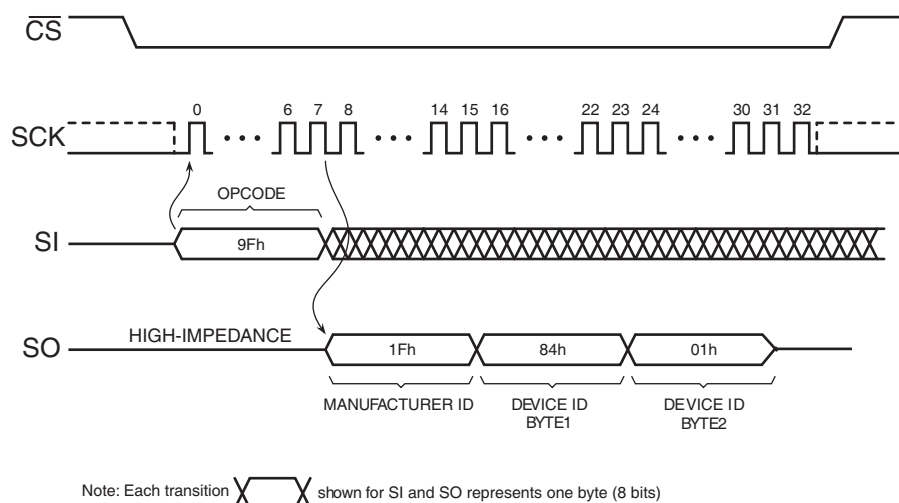 CS
SCK
0 6 7 8 14 15 16 22 23 24 30 31 32
OPCODE
SI
9Fh
HIGH-IMPEDANCE
SO
1Fh 84h 01h
MANUFACTURER ID DEVICE ID DEVICE ID
BYTE1 BYTE2
Note: Each transition shown for SI and SO represents one byte (8 bits)